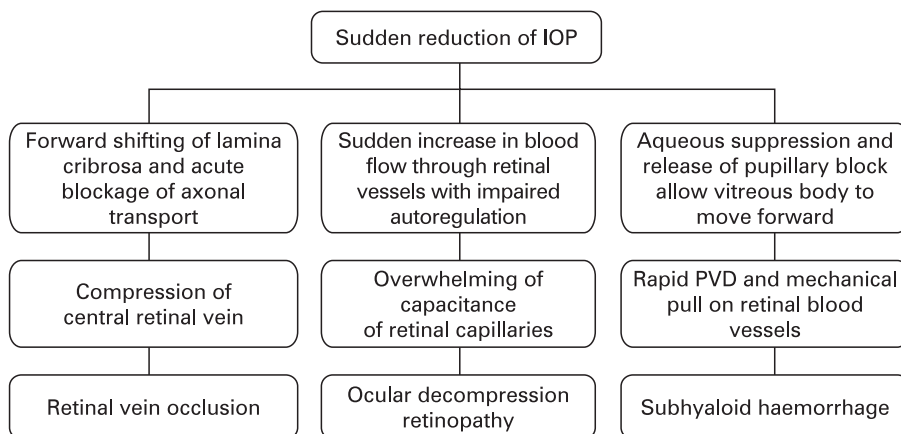 Sudden reduction of IOP
Forward shifting of lamina
cribrosa and acute
blockage of axonal
transport
Sudden increase in blood
flow through retinal
vessels with impaired
autoregulation
Aqueous suppression and
release of pupillary block
allow vitreous body to
move forward
Compression of
central retinal vein
Overwhelming of
capacitance
of retinal capillaries
Rapid PVD and mechanical
pull on retinal blood
vessels
Retinal vein occlusion
Ocular decompression
retinopathy
Subhyaloid haemorrhage